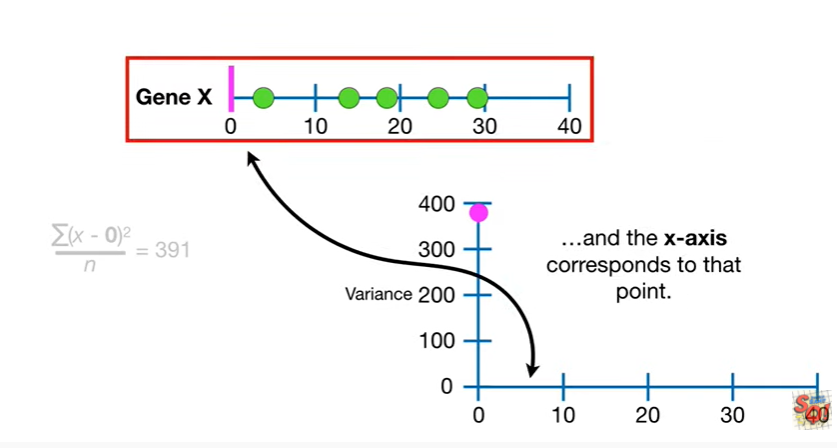 Gene X
0 10 20 30 40
∑(x - 0)²
n
= 391
400
300
Variance 200
100
0
0 10 20 30 40
...and the x-axis
corresponds to that
point.